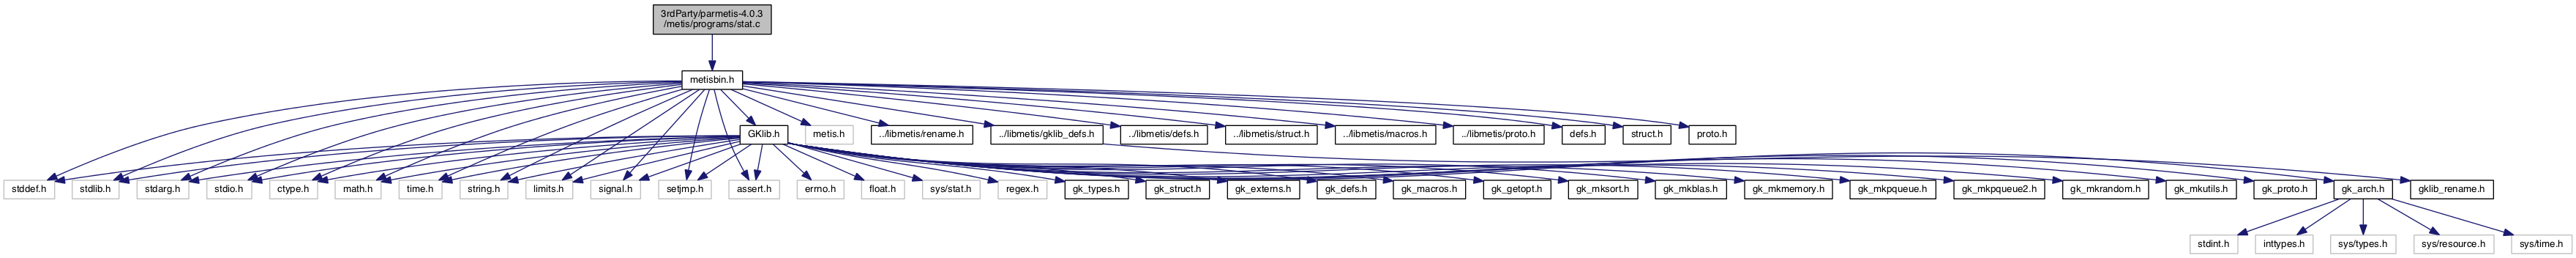 3rdParty/parmetis-4.0.3
/metis/programs/stat.c
metisbin.h
GKlib.h
metis.h
../libmetis/rename.h
../libmetis/gklib_defs.h
../libmetis/defs.h
../libmetis/struct.h
../libmetis/macros.h
../libmetis/proto.h
defs.h
struct.h
proto.h
stddef.h
stdlib.h
stdarg.h
stdio.h
ctype.h
math.h
time.h
string.h
limits.h
signal.h
setjmp.h
assert.h
errno.h
float.h
sys/stat.h
regex.h
gk_types.h
gk_struct.h
gk_externs.h
gk_defs.h
gk_macros.h
gk_getopt.h
gk_mksort.h
gk_mkblas.h
gk_mkmemory.h
gk_mkpqueue.h
gk_mkpqueue2.h
gk_mkrandom.h
gk_mkutils.h
gk_proto.h
gk_arch.h
gklib_rename.h
stdint.h
inttypes.h
sys/types.h
sys/resource.h
sys/time.h